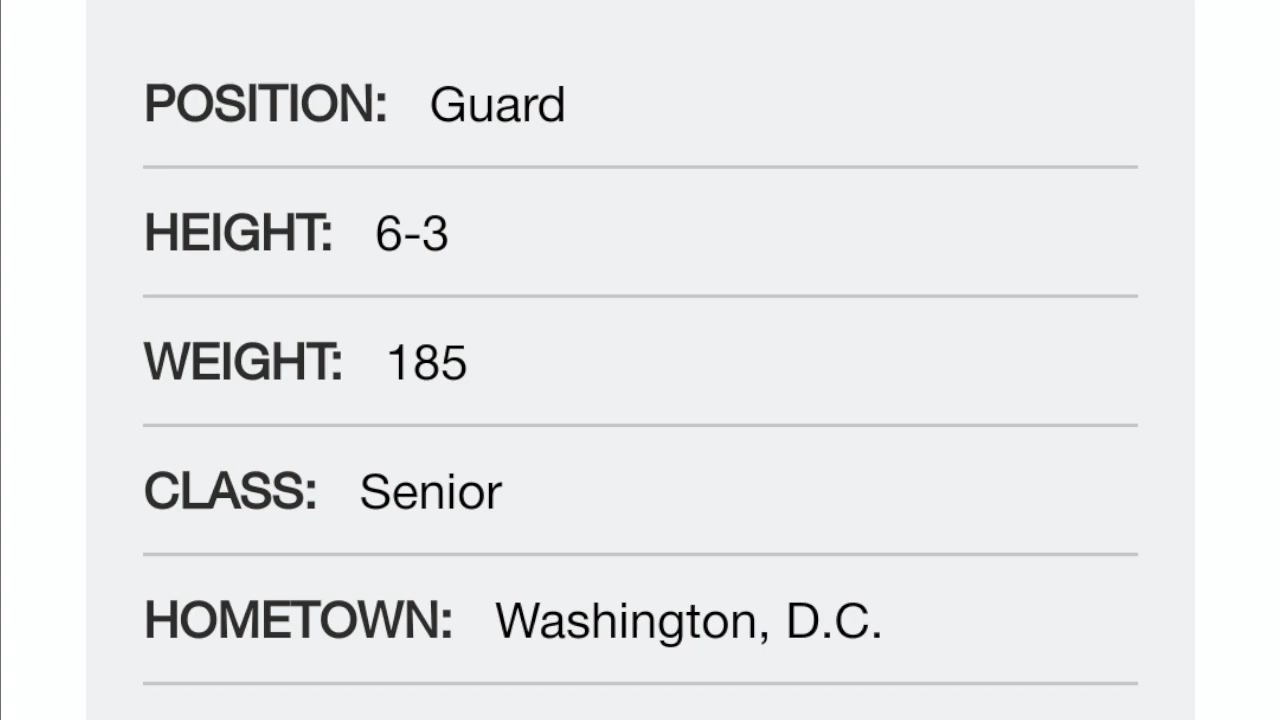 POSITION: Guard
HEIGHT: 6-3
WEIGHT: 185
CLASS: Senior
HOMETOWN: Washington, D.C.